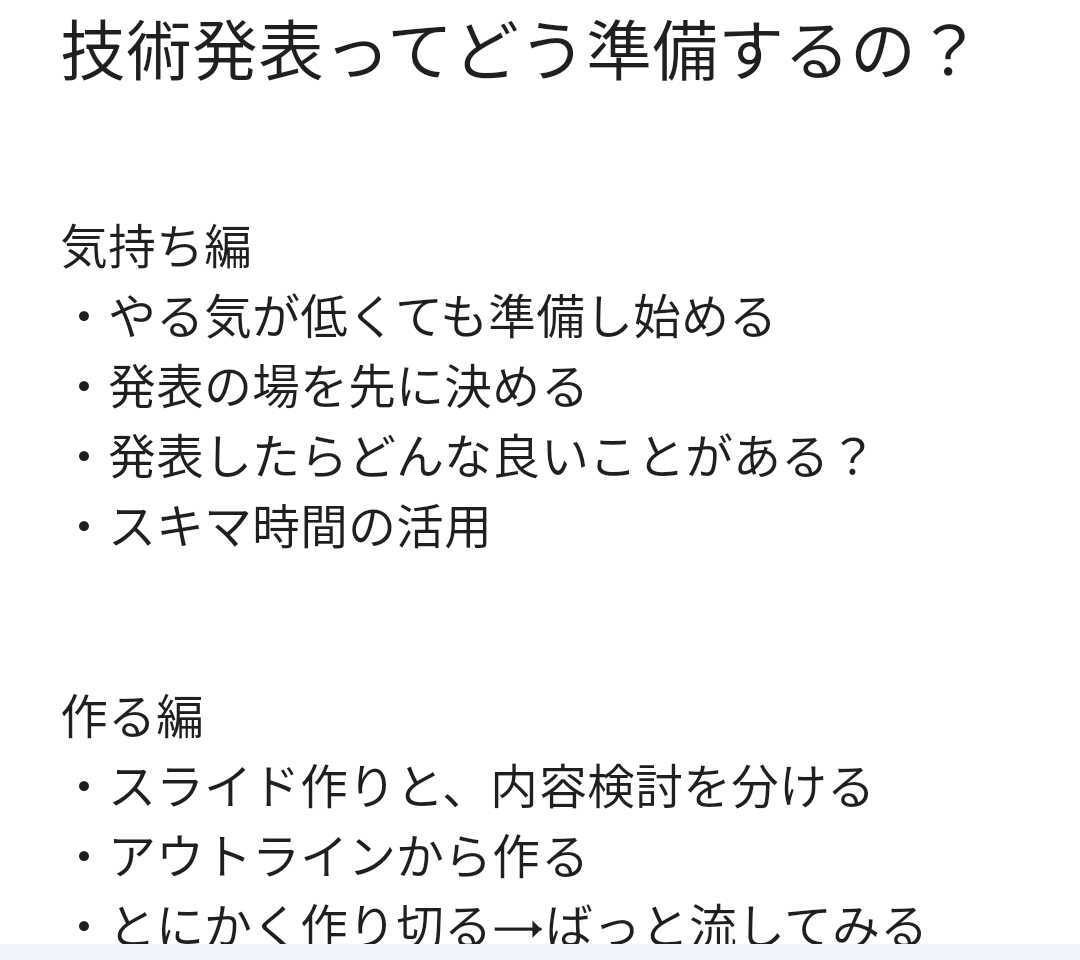 技術発表ってどう準備するの？
気持ち編
・やる気が低くても準備し始める
・発表の場を先に決める
・発表したらどんな良いことがある？
・スキマ時間の活用
作る編
・スライド作りと、内容検討を分ける
・アウトラインから作る
・とにかく作り切る→ばっと流してみる